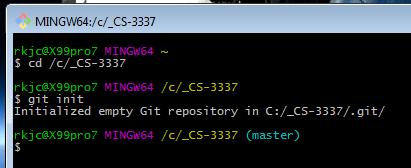 MINGW64:/c/_CS-3337
rkjc@X99pro7 MINGW64 ~
$ cd /c/_CS-3337
rkjc@X99pro7 MINGW64 /c/_CS-3337
$ git init
Initialized empty Git repository in C:/_CS-3337/.git/
rkjc@X99pro7 MINGW64 /c/_CS-3337 (master)
$